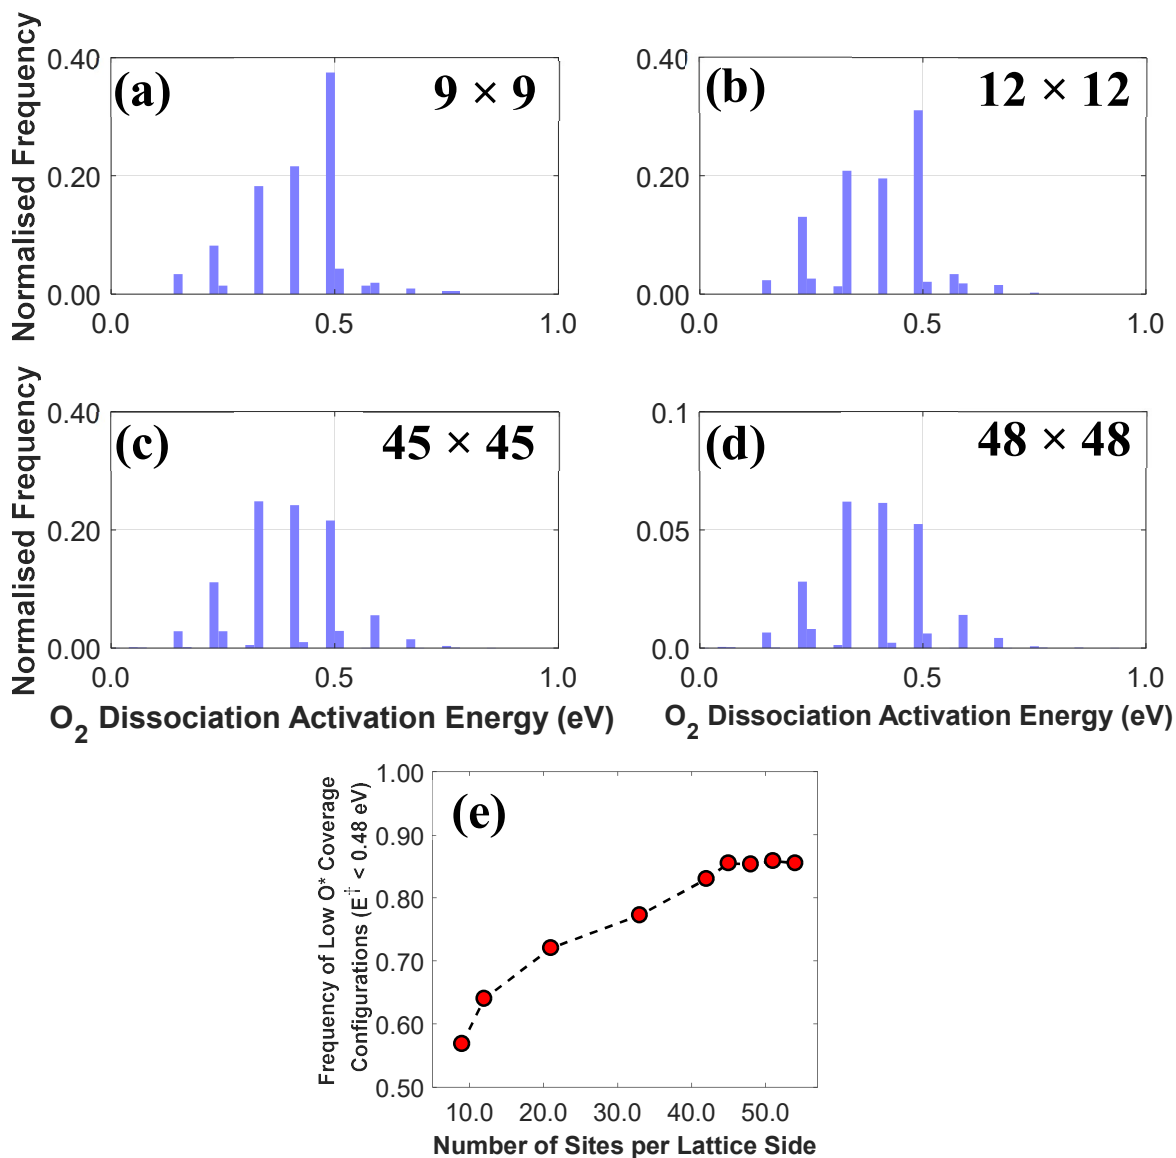 (a)
9 × 9
Normalised Frequency
0.40
0.20
0.00
0.0
0.5
1.0
(b)
12 × 12
0.40
0.20
0.00
0.0
0.5
1.0
(c)
45 × 45
Normalised Frequency
0.40
0.20
0.00
0.0
0.5
1.0
O2 Dissociation Activation Energy (eV)
(d)
48 × 48
0.1
0.05
0.0
0.0
0.5
1.0
O2 Dissociation Activation Energy (eV)
(e)
Frequency of Low O* Coverage
Configurations (E‡ < 0.48 eV)
1.00
0.90
0.80
0.70
0.60
0.50
10.0
20.0
30.0
40.0
50.0
Number of Sites per Lattice Side